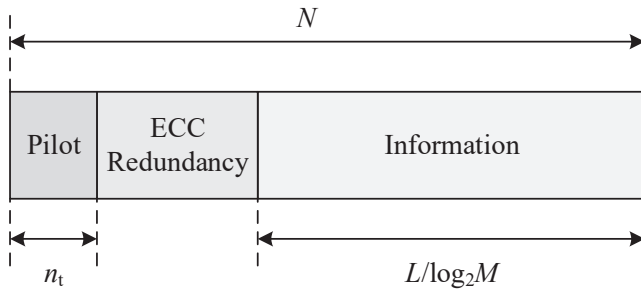 N
Pilot
ECC
Redundancy
Information
nt
L/log2M